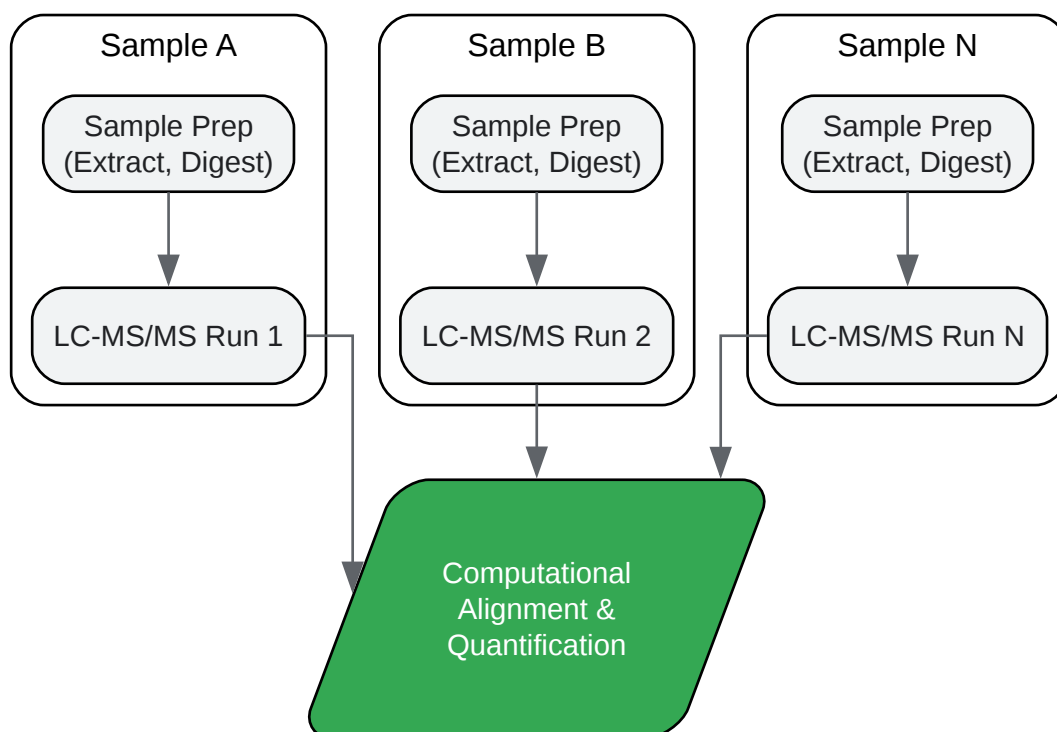 Sample A
Sample Prep
(Extract, Digest)
LC-MS/MS Run 1
Sample B
Sample Prep
(Extract, Digest)
LC-MS/MS Run 2
Sample N
Sample Prep
(Extract, Digest)
LC-MS/MS Run N
Computational
Alignment &
Quantification